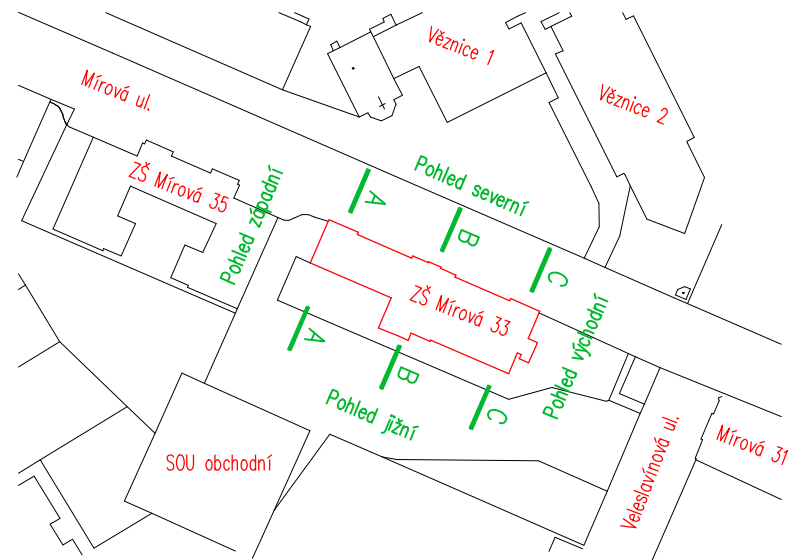 Věznice 1
Mírová ul.
Věznice 2
Pohled severní
ZŠ Mírová 35
Pohled západní
A
B
C
ZŠ Mírová 33
Pohled východní
A
B
C
Pohled jižní
SOU obchodní
Veleslavínová ul.
Mírová 31